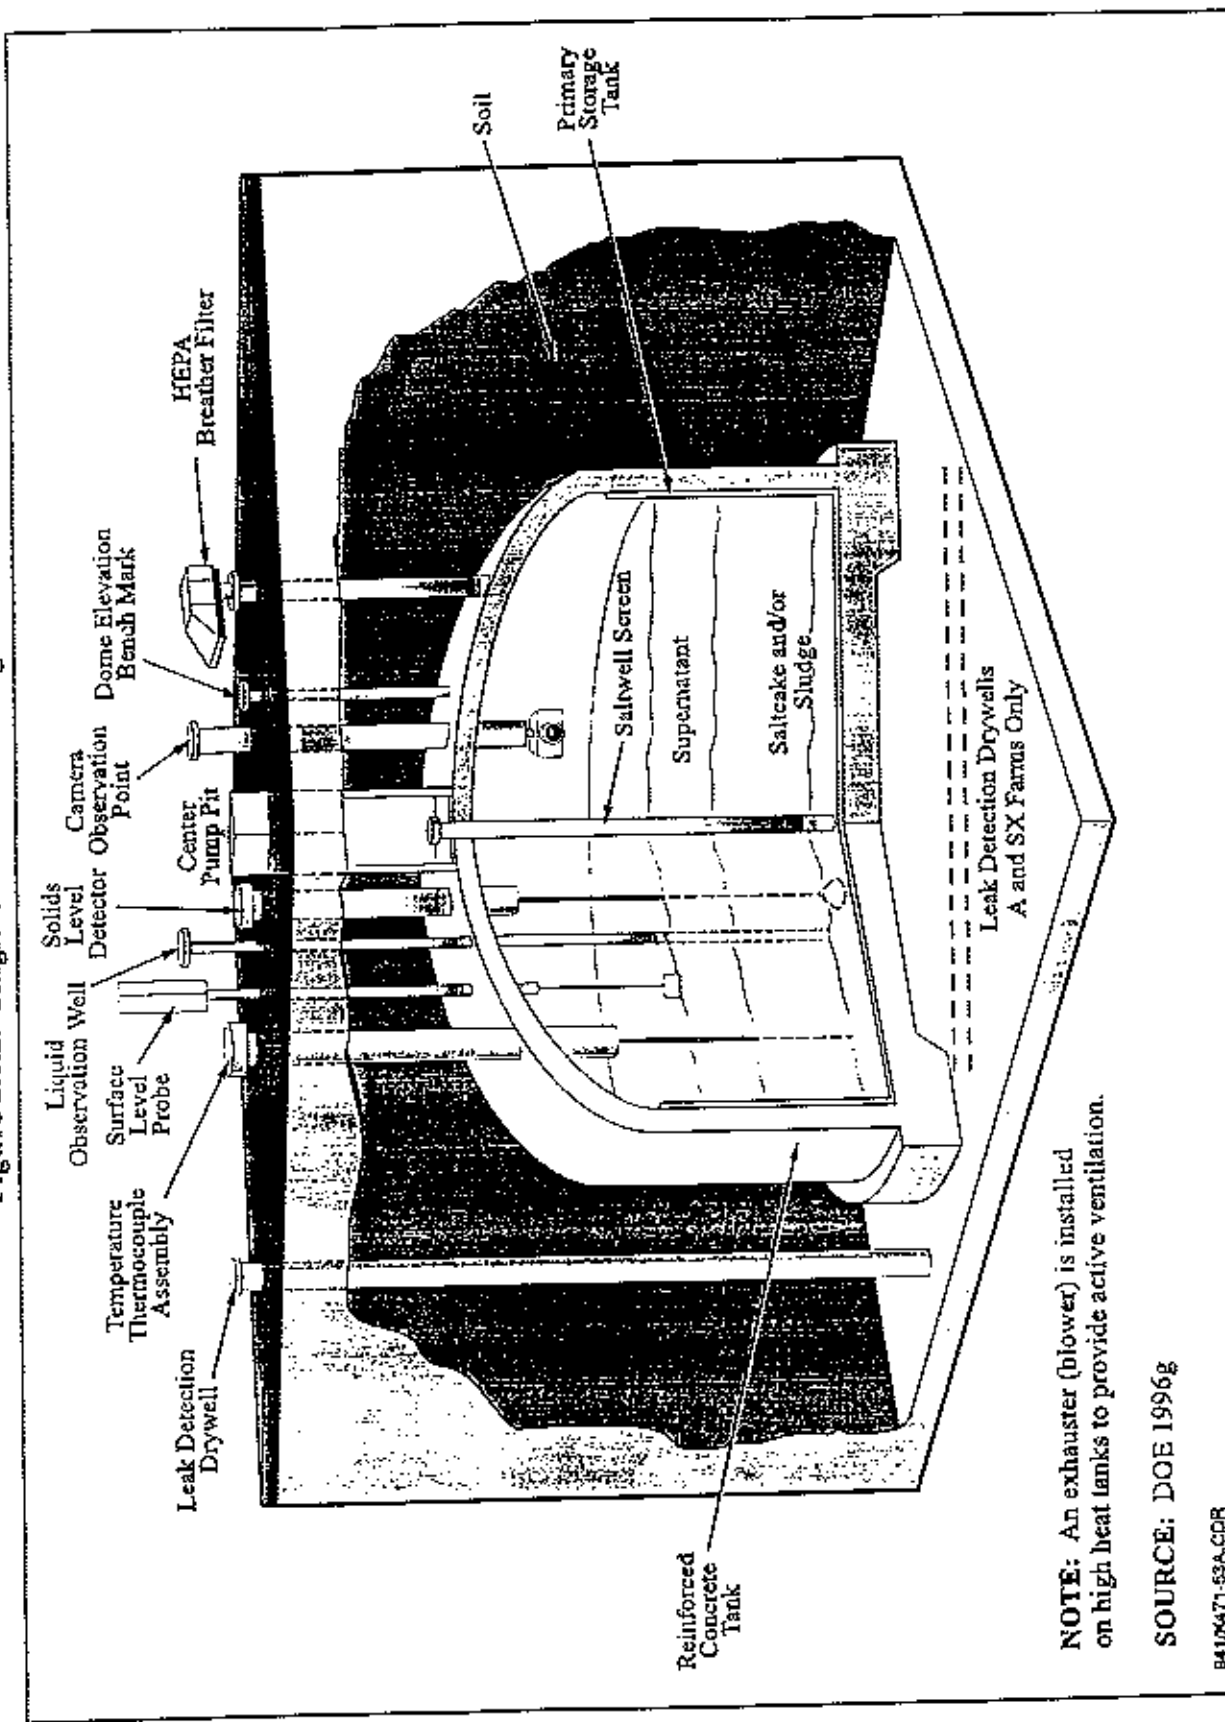 Leak Detection
Drywell
Temperature
Thermocouple
Assembly
Surface
Level
Probe
Liquid
Observation Well
Solids
Level
Detector
Center
Pump Pit
Camera
Observation
Point
Dome Elevation
Bench Mark
HEPA
Breather Filter
Soil
Primary
Storage
Tank
Saltwell Screen
Supernatant
Saltcake and/or
Sludge
Leak Detection Drywells
A and SX Farms Only
Reinforced
Concrete
Tank
NOTE: An exhauster (blower) is installed
on high heat tanks to provide active ventilation.
SOURCE: DOE 1996g